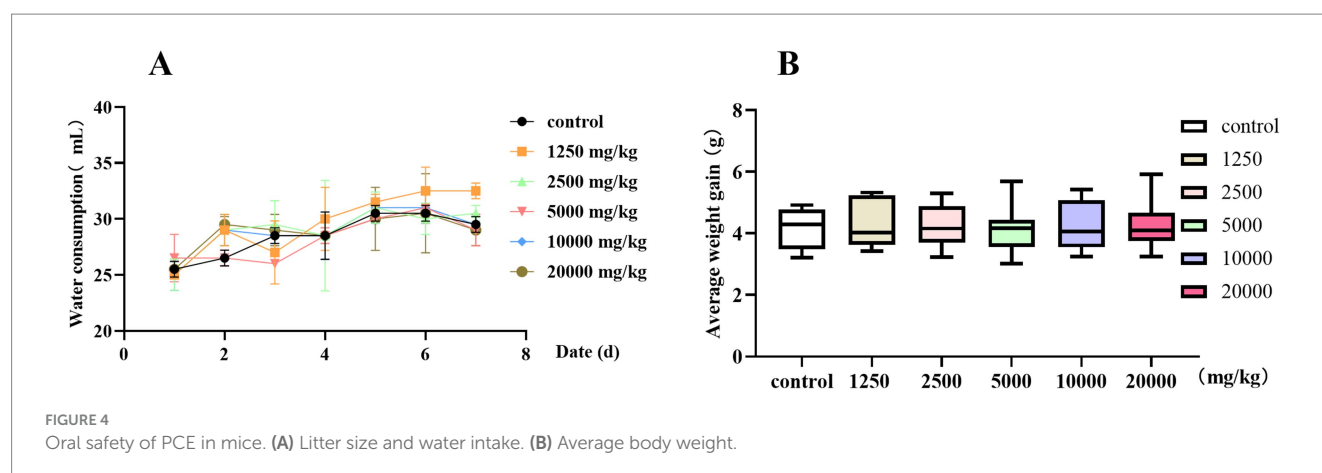 A
Water consumption( mL)
40
35
30
25
20
0
2
4
6
8
Date (d)
control
1250 mg/kg
2500 mg/kg
5000 mg/kg
10000 mg/kg
20000 mg/kg
B
Average weight gain（g）
8
6
4
2
0
control
1250
2500
5000
10000
20000
（mg/kg）
control
1250
2500
5000
10000
20000
FIGURE 4
Oral safety of PCE in mice. (A) Litter size and water intake. (B) Average body weight.